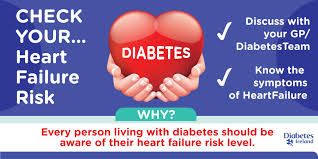 CHECK
YOUR...
Heart
Failure
Risk
DIABETES
Discuss with
your GP/
DiabetesTeam
Know the
symptoms
of HeartFailure
WHY?
Every person living with diabetes should be
aware of their heart failure risk level.
Diabetes
Ireland